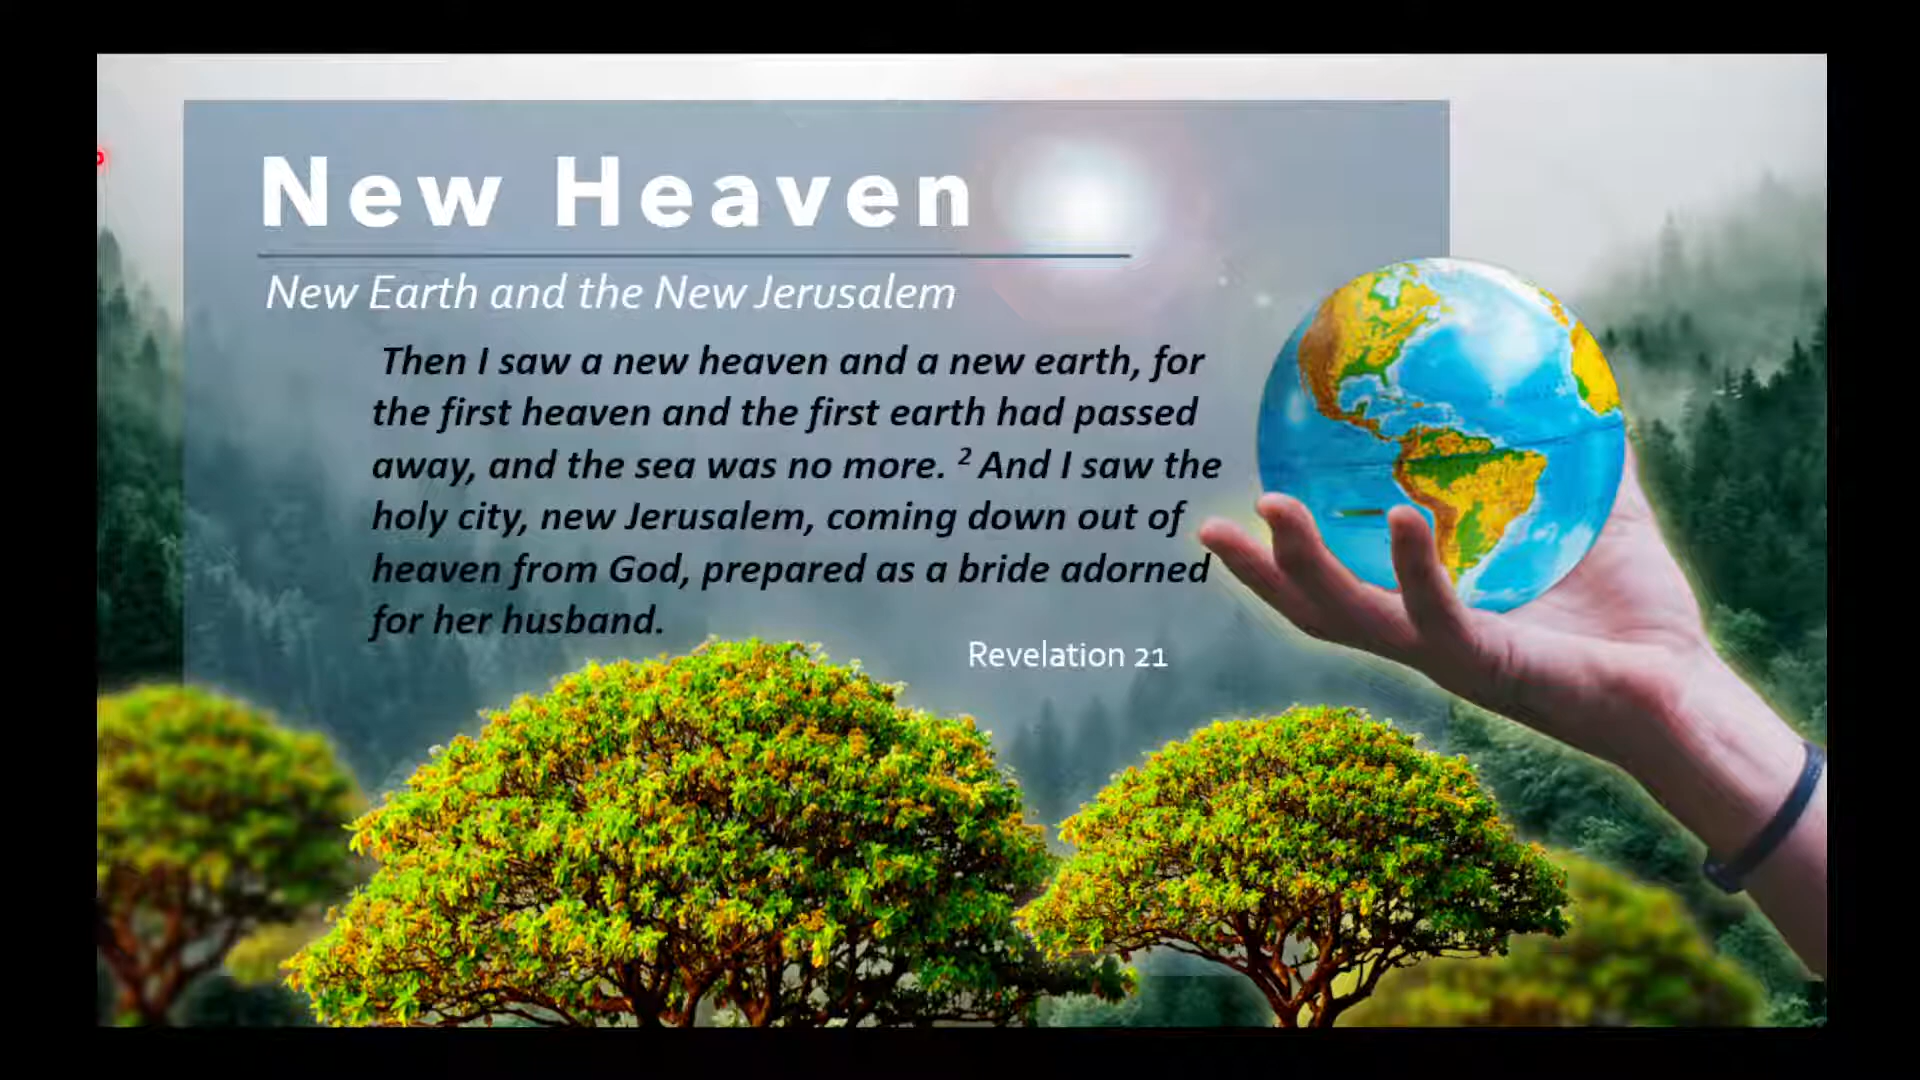 New Heaven
New Earth and the New Jerusalem
Then I saw a new heaven and a new earth, for
the first heaven and the first earth had passed
away, and the sea was no more. ² And I saw the
holy city, new Jerusalem, coming down out of
heaven from God, prepared as a bride adorned
for her husband.
Revelation 21